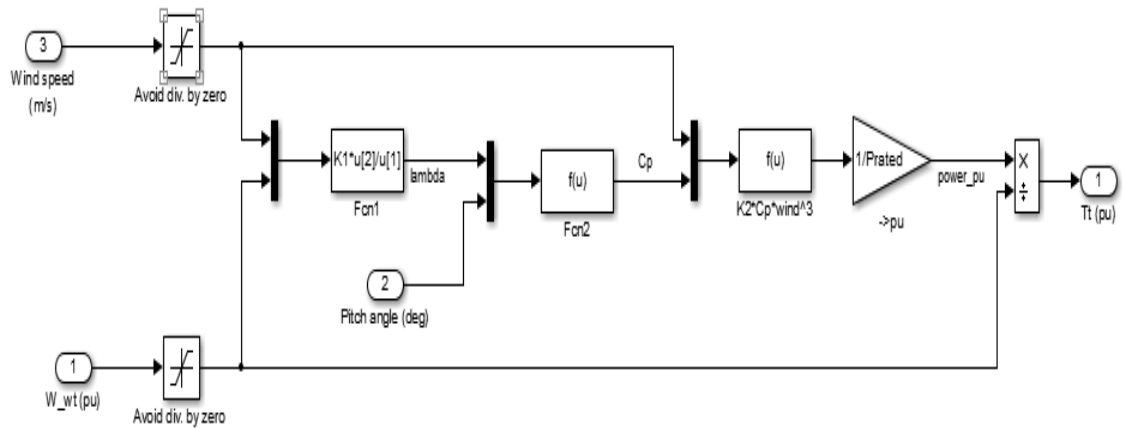 3
Wind speed
(m/s)
Avoid div. by zero
K1*u[2]/u[1]
lambda
Fcn1
2
Pitch angle (deg)
f(u)
Fcn2
Cp
f(u)
K2*Cp*wind^3
1/Prated
->pu
power_pu
×
÷
1
Tt (pu)
1
W_wt (pu)
Avoid div. by zero